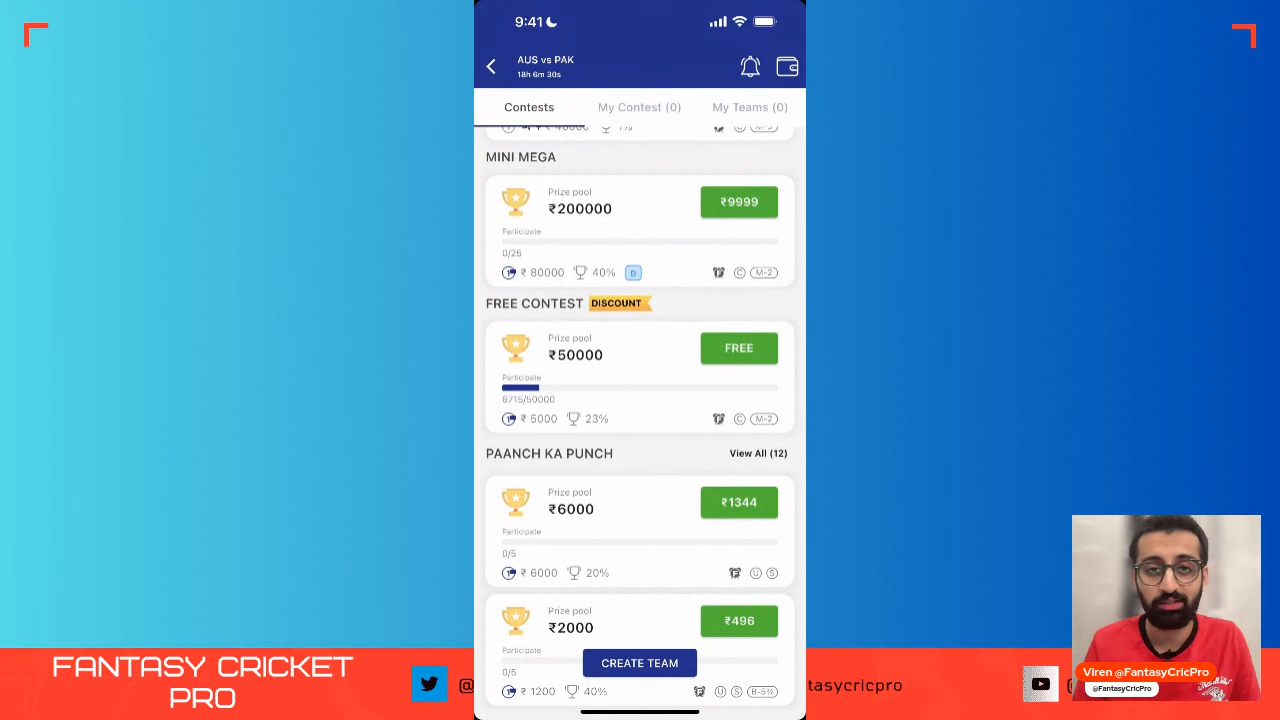 9:41
AUS vs PAK
18h 6m 30s
Contests
My Contest (0)
My Teams (0)
MINI MEGA
Prize pool
₹200000
₹9999
Participate
0/26
₹ 80000
40%
D
C
M-2
FREE CONTEST
DISCOUNT
Prize pool
₹50000
FREE
Participate
6715/50000
₹ 5000
23%
C
M-2
PAANCH KA PUNCH
View All (12)
Prize pool
₹6000
₹1344
Participate
0/5
₹ 6000
20%
U
S
Prize pool
₹2000
₹496
Participate
0/5
CREATE TEAM
₹ 1200
40%
U
S
FANTASY CRICKET
PRO
@
tasycricpro
Viren @FantasyCricPro
@FantasyCricPro